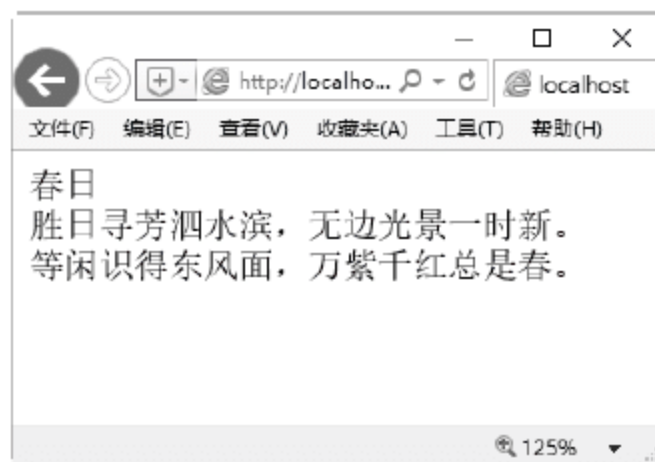 http://localho...
localhost
文件(F) 编辑(E) 查看(V) 收藏夹(A) 工具(T) 帮助(H)
春日
胜日寻芳泗水滨，无边光景一时新。
等闲识得东风面，万紫千红总是春。
125%